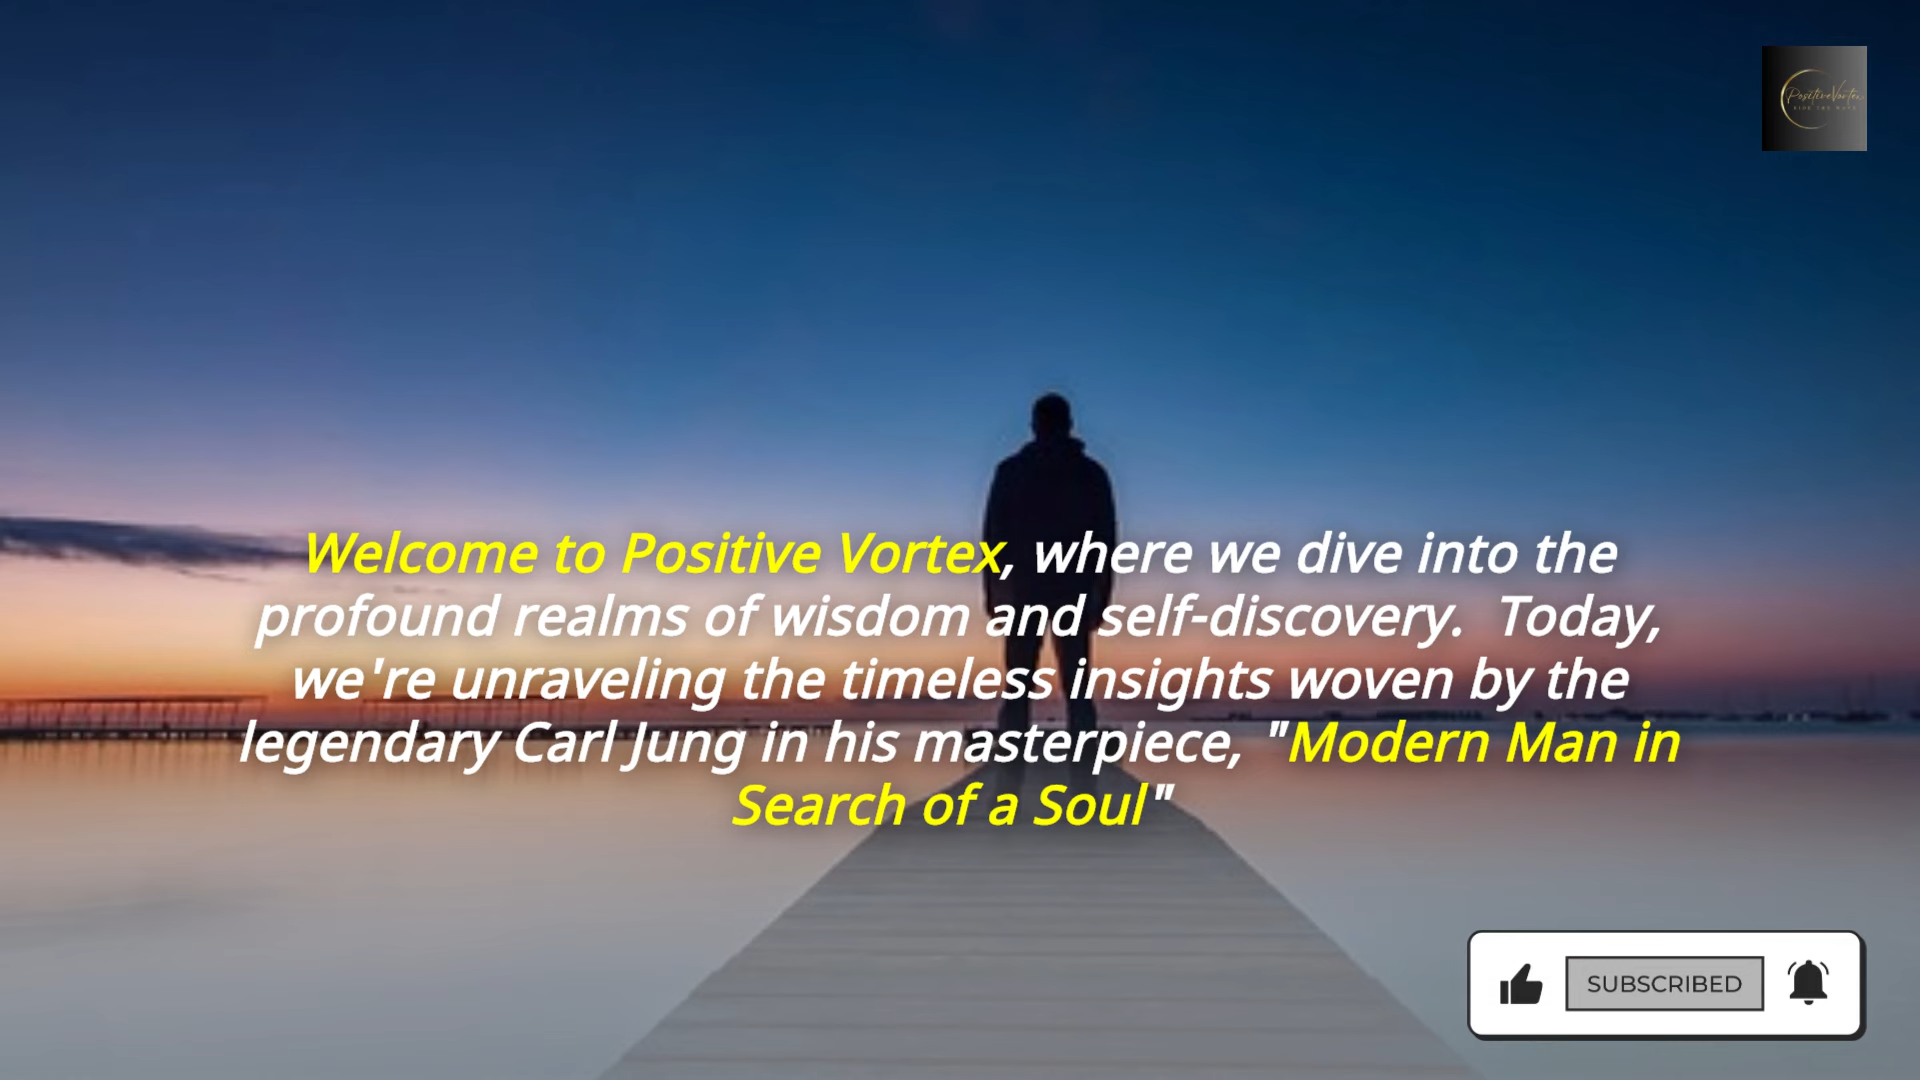 PositiveVortex
Welcome to Positive Vortex, where we dive into the
profound realms of wisdom and self-discovery.  Today,
we're unraveling the timeless insights woven by the
legendary Carl Jung in his masterpiece, "Modern Man in
Search of a Soul"
SUBSCRIBED